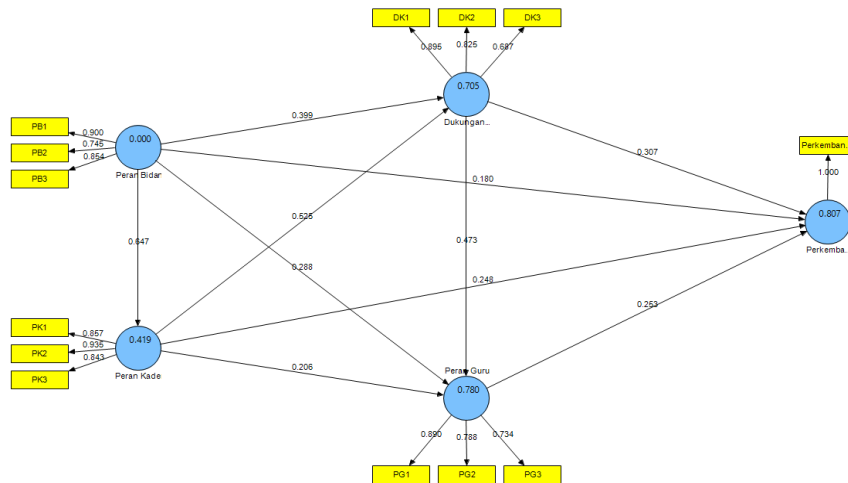 DK1
DK2
DK3
0.895
0.825
0.687
0.705
Dukungan...
PB1
PB2
PB3
0.900
0.745
0.854
0.000
Peran Bidan
0.399
0.307
Perkemban...
1.000
0.180
0.807
Perkemba...
0.525
0.473
0.647
0.288
0.248
0.253
PK1
PK2
PK3
0.857
0.935
0.843
0.419
Peran Kade
0.206
Peran Guru
0.780
0.890
0.788
0.734
PG1
PG2
PG3